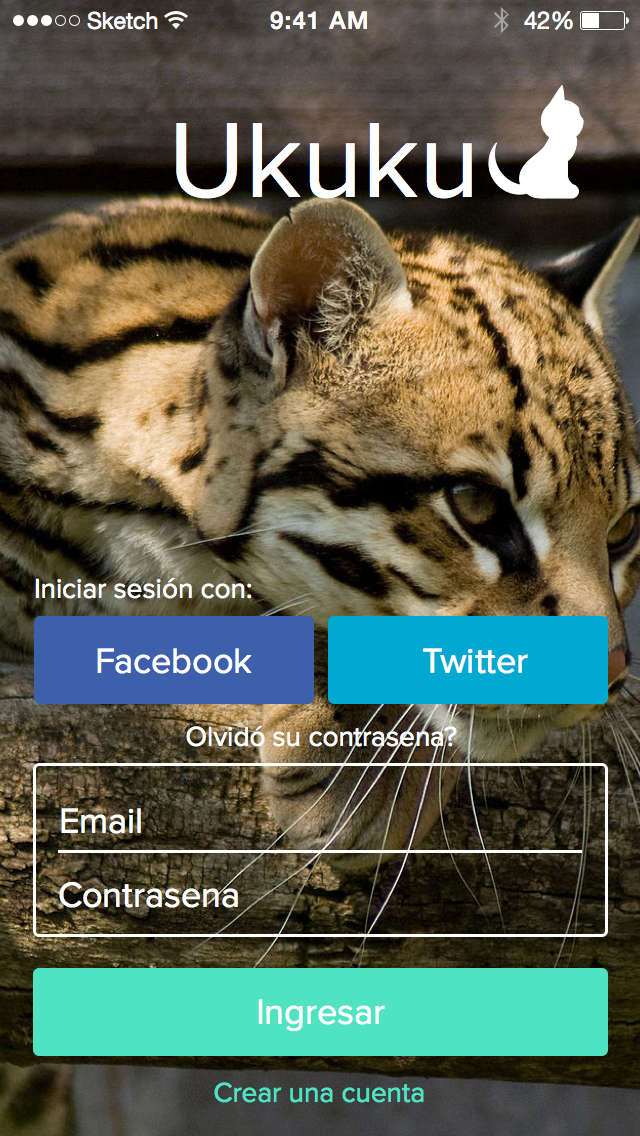 Sketch 9:41 AM 42%
Ukuku
Iniciar sesión con:
Facebook Twitter
Olvidó su contrasena?
Email
Contrasena
Ingresar
Crear una cuenta